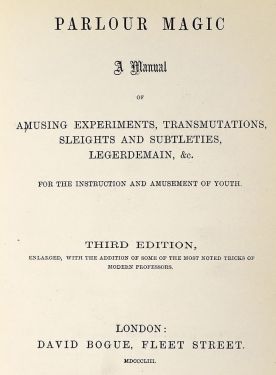 PARLOUR MAGIC
A Manual
OF
AMUSING EXPERIMENTS, TRANSMUTATIONS,
SLEIGHTS AND SUBTLETIES,
LEGERDEMAIN, &c.
FOR THE INSTRUCTION AND AMUSEMENT OF YOUTH.
THIRD EDITION,
ENLARGED, WITH THE ADDITION OF SOME OF THE MOST NOTED TRICKS OF
MODERN PROFESSORS.
LONDON:
DAVID BOGUE, FLEET STREET.
MDCCCLIII.